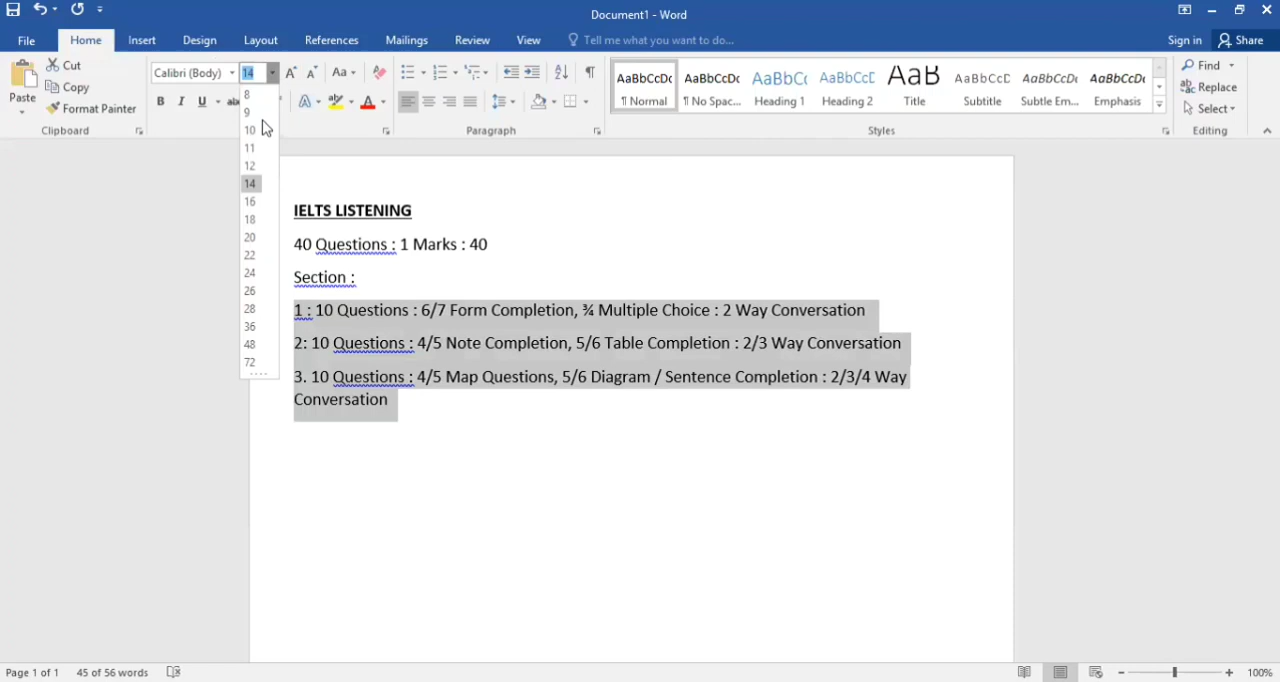 Document1 - Word
File Home Insert Design Layout References Mailings Review View Tell me what you want to do... Sign in Share
Paste
Cut
Copy
Format Painter
Clipboard
Calibri (Body) 14
Aa
B I U abc
A A
Paragraph
AaBbCcDc AaBbCcDc AaBbCc AaBbCcD AaB AaBbCcD AaBbCcDc AaBbCcDc
¶ Normal ¶ No Spac... Heading 1 Heading 2 Title Subtitle Subtle Em... Emphasis
Styles
Find
Replace
Select
Editing
8
9
10
11
12
14
16
18
20
22
24
26
28
36
48
72
IELTS LISTENING
40 Questions : 1 Marks : 40
Section :
1 : 10 Questions : 6/7 Form Completion, ¾ Multiple Choice : 2 Way Conversation
2: 10 Questions : 4/5 Note Completion, 5/6 Table Completion : 2/3 Way Conversation
3. 10 Questions : 4/5 Map Questions, 5/6 Diagram / Sentence Completion : 2/3/4 Way
Conversation
Page 1 of 1 45 of 56 words 100%